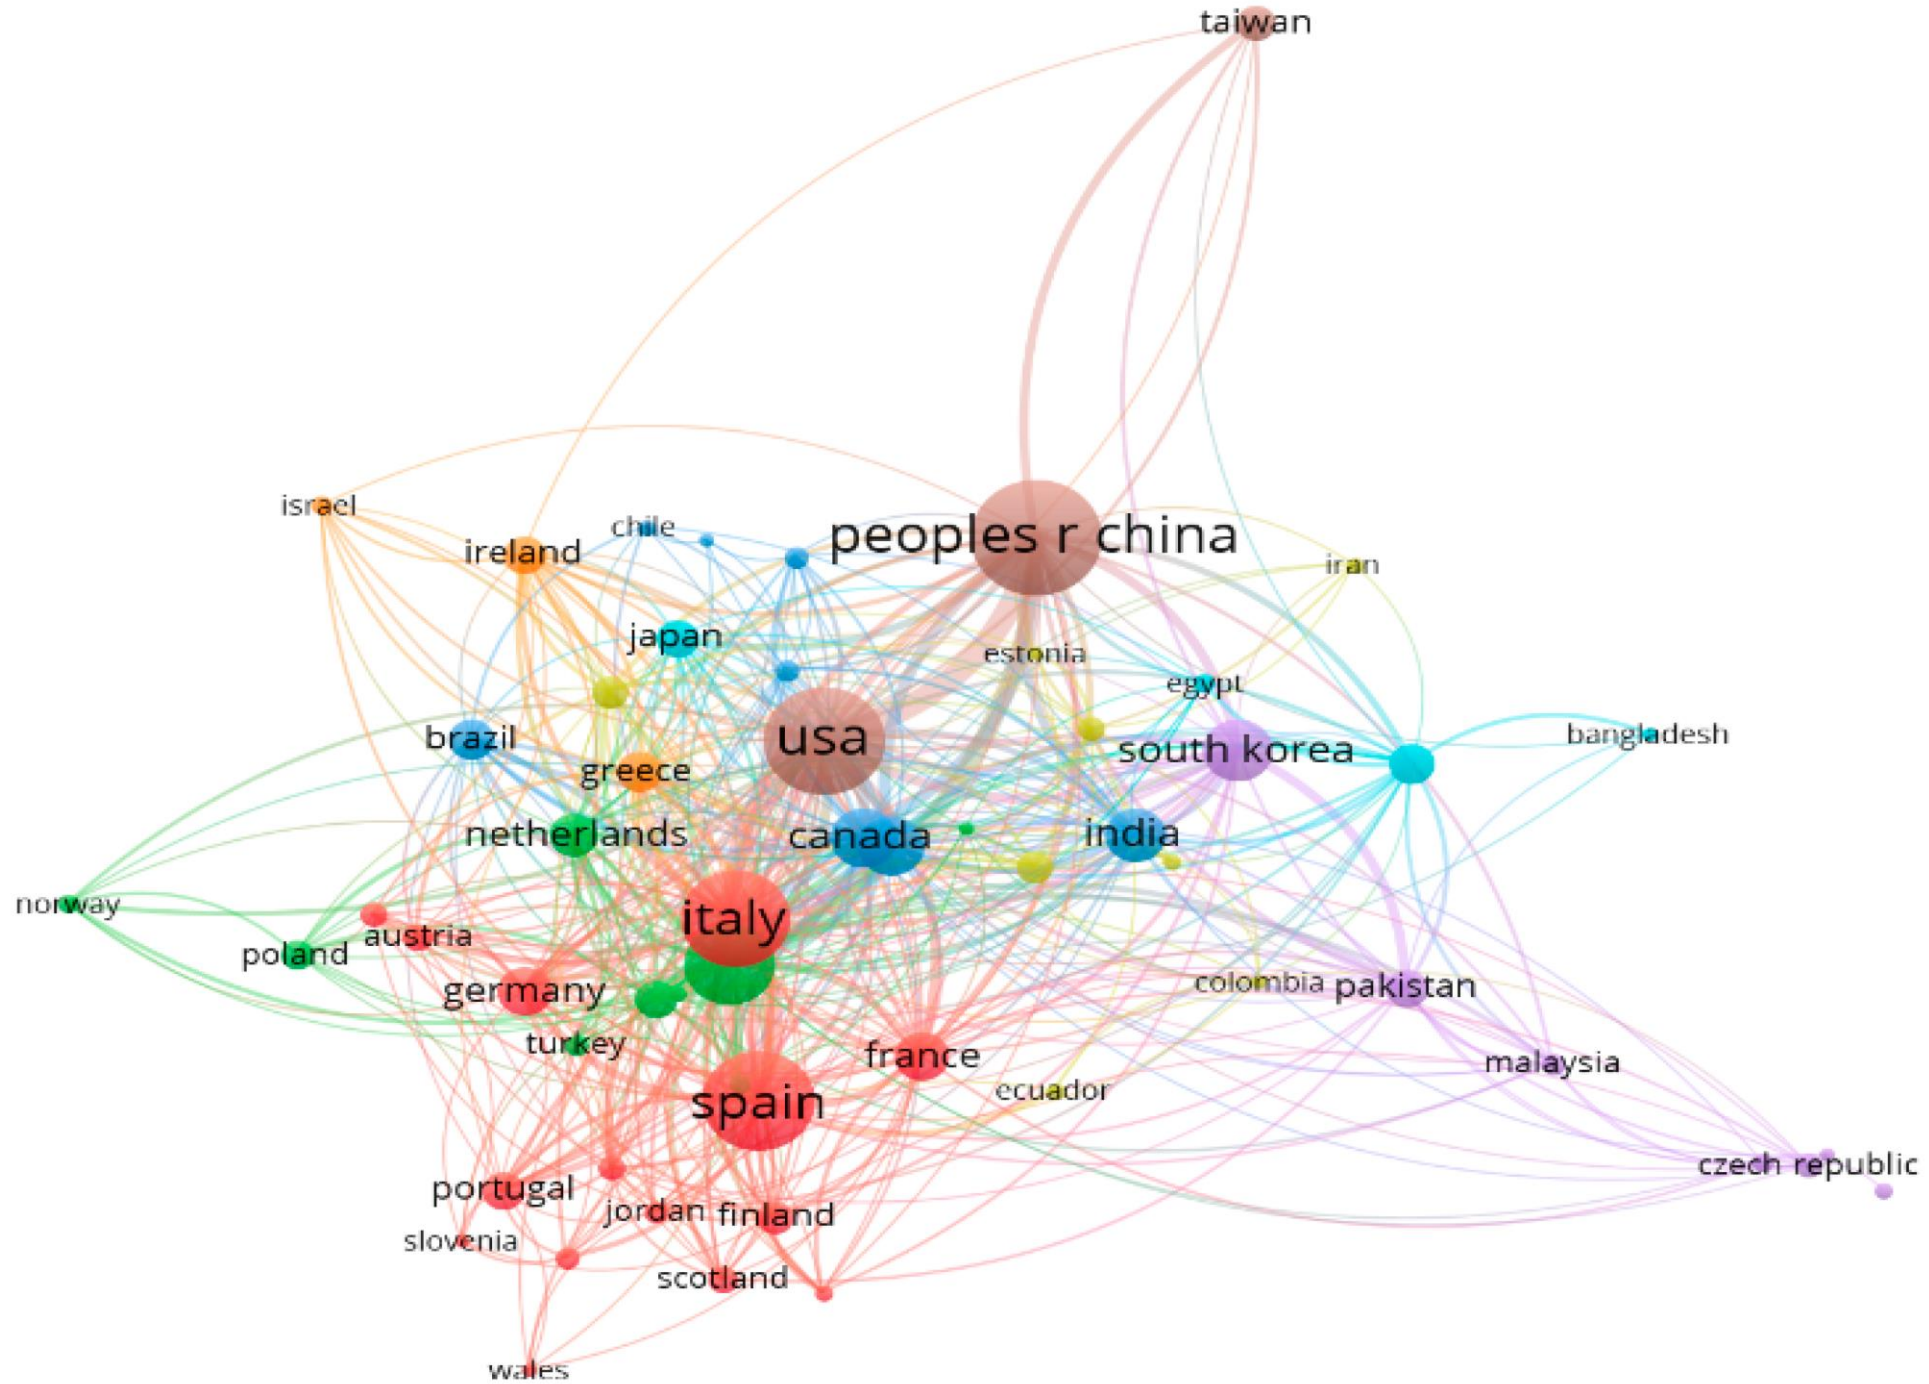 taiwan
israel
chile
ireland
peoples r china
iran
japan
estonia
egypt
brazil
usa
south korea
bangladesh
greece
netherlands
canada
india
norway
italy
austria
poland
germany
colombia
pakistan
turkey
france
malaysia
ecuador
spain
czech republic
portugal
jordan
finland
slovenia
scotland
wales